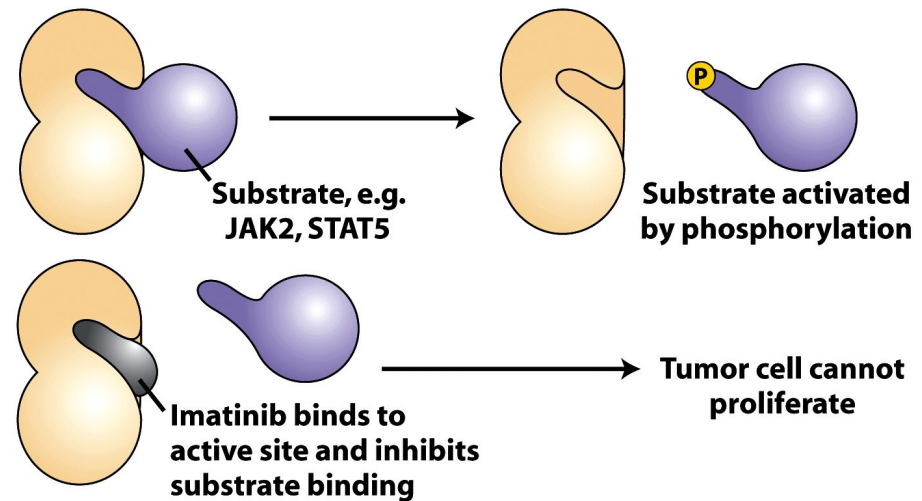 P
Substrate, e.g.
JAK2, STAT5
Substrate activated
by phosphorylation
Imatinib binds to
active site and inhibits
substrate binding
Tumor cell cannot
proliferate